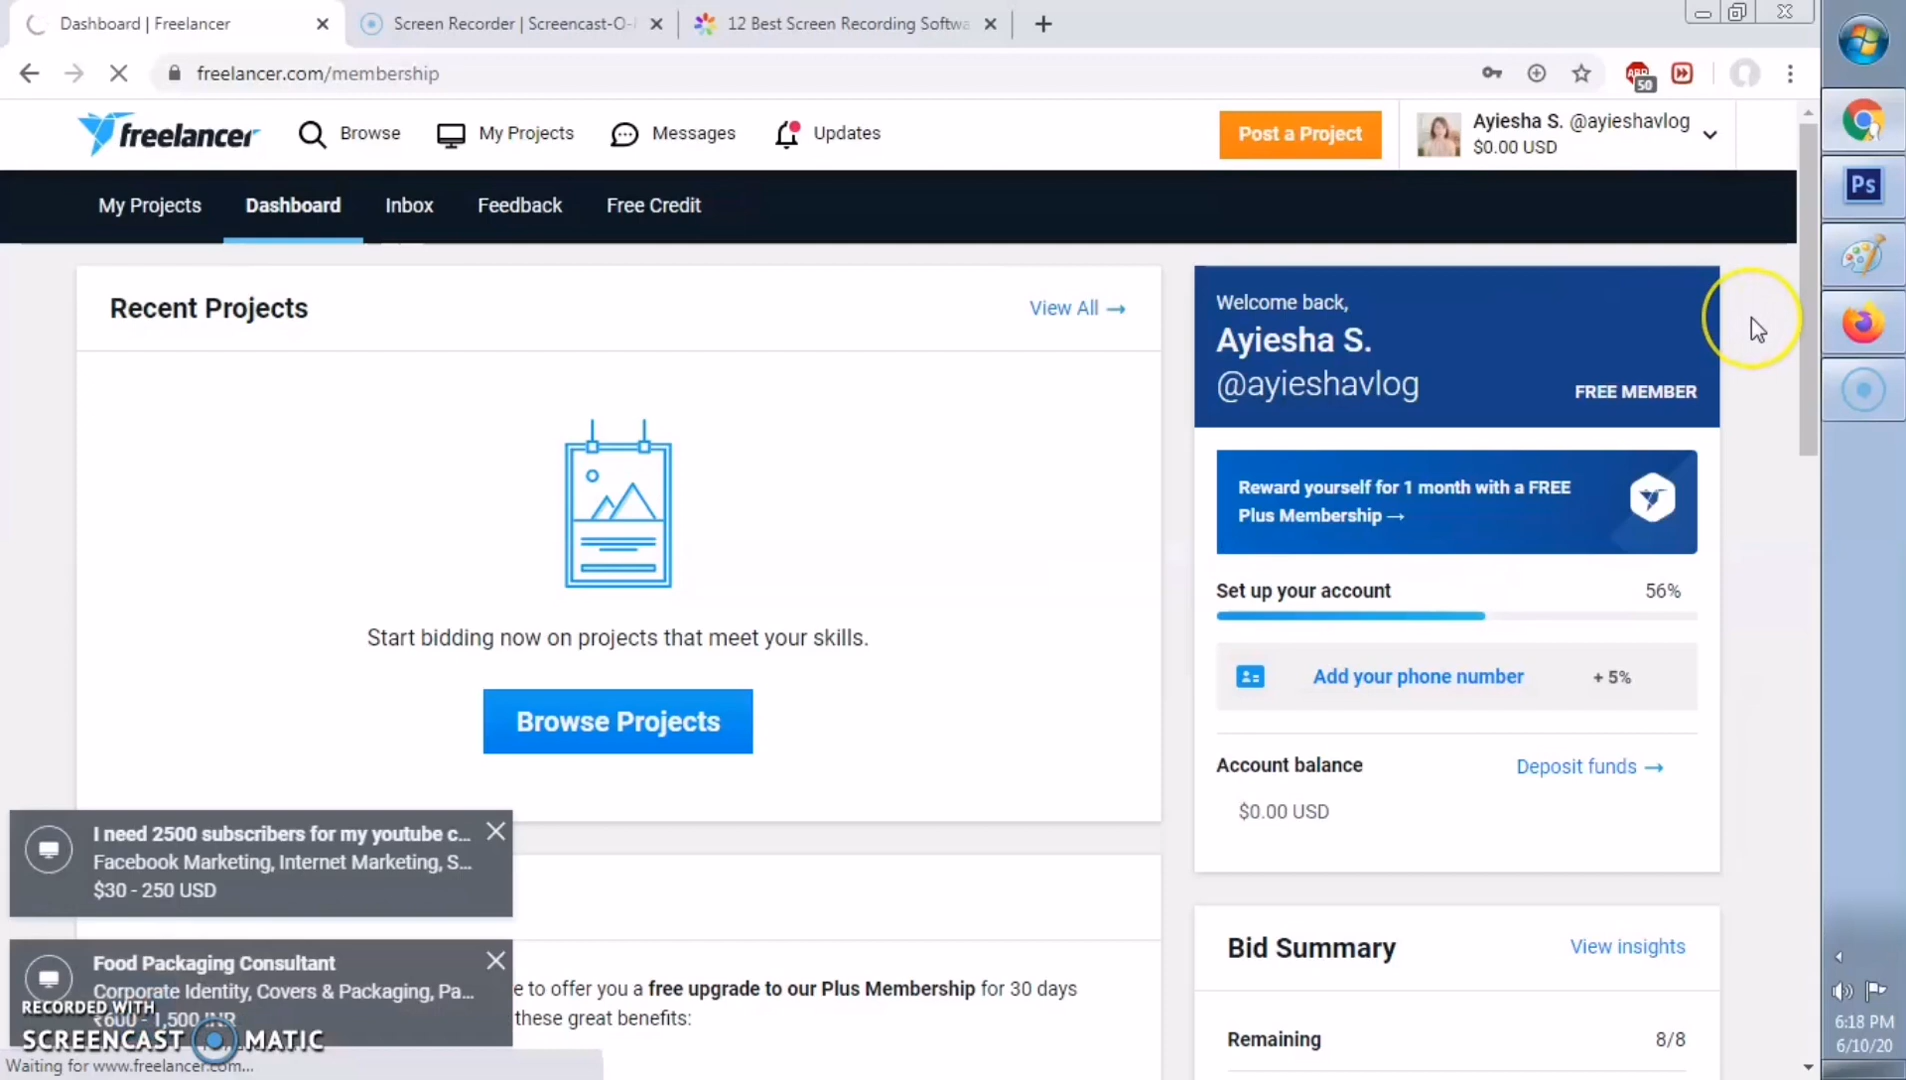 Dashboard | Freelancer
Screen Recorder | Screencast-O-
12 Best Screen Recording Softwa
freelancer.com/membership
ABP
50
freelancer
Browse
My Projects
Messages
Updates
Post a Project
Ayiesha S. @ayieshavlog
$0.00 USD
Ps
My Projects
Dashboard
Inbox
Feedback
Free Credit
Recent Projects
View All →
Start bidding now on projects that meet your skills.
Browse Projects
Welcome back,
Ayiesha S.
@ayieshavlog
FREE MEMBER
Reward yourself for 1 month with a FREE
Plus Membership →
Set up your account
56%
Add your phone number
+ 5%
Account balance
Deposit funds →
$0.00 USD
I need 2500 subscribers for my youtube c...
Facebook Marketing, Internet Marketing, S...
$30 - 250 USD
Food Packaging Consultant
Corporate Identity, Covers & Packaging, Pa...
₹600 - 1,500 INR
e to offer you a free upgrade to our Plus Membership for 30 days
these great benefits:
Bid Summary
View insights
Remaining
8/8
RECORDED WITH
SCREENCAST MATIC
Waiting for www.freelancer.com...
6:18 PM
6/10/20